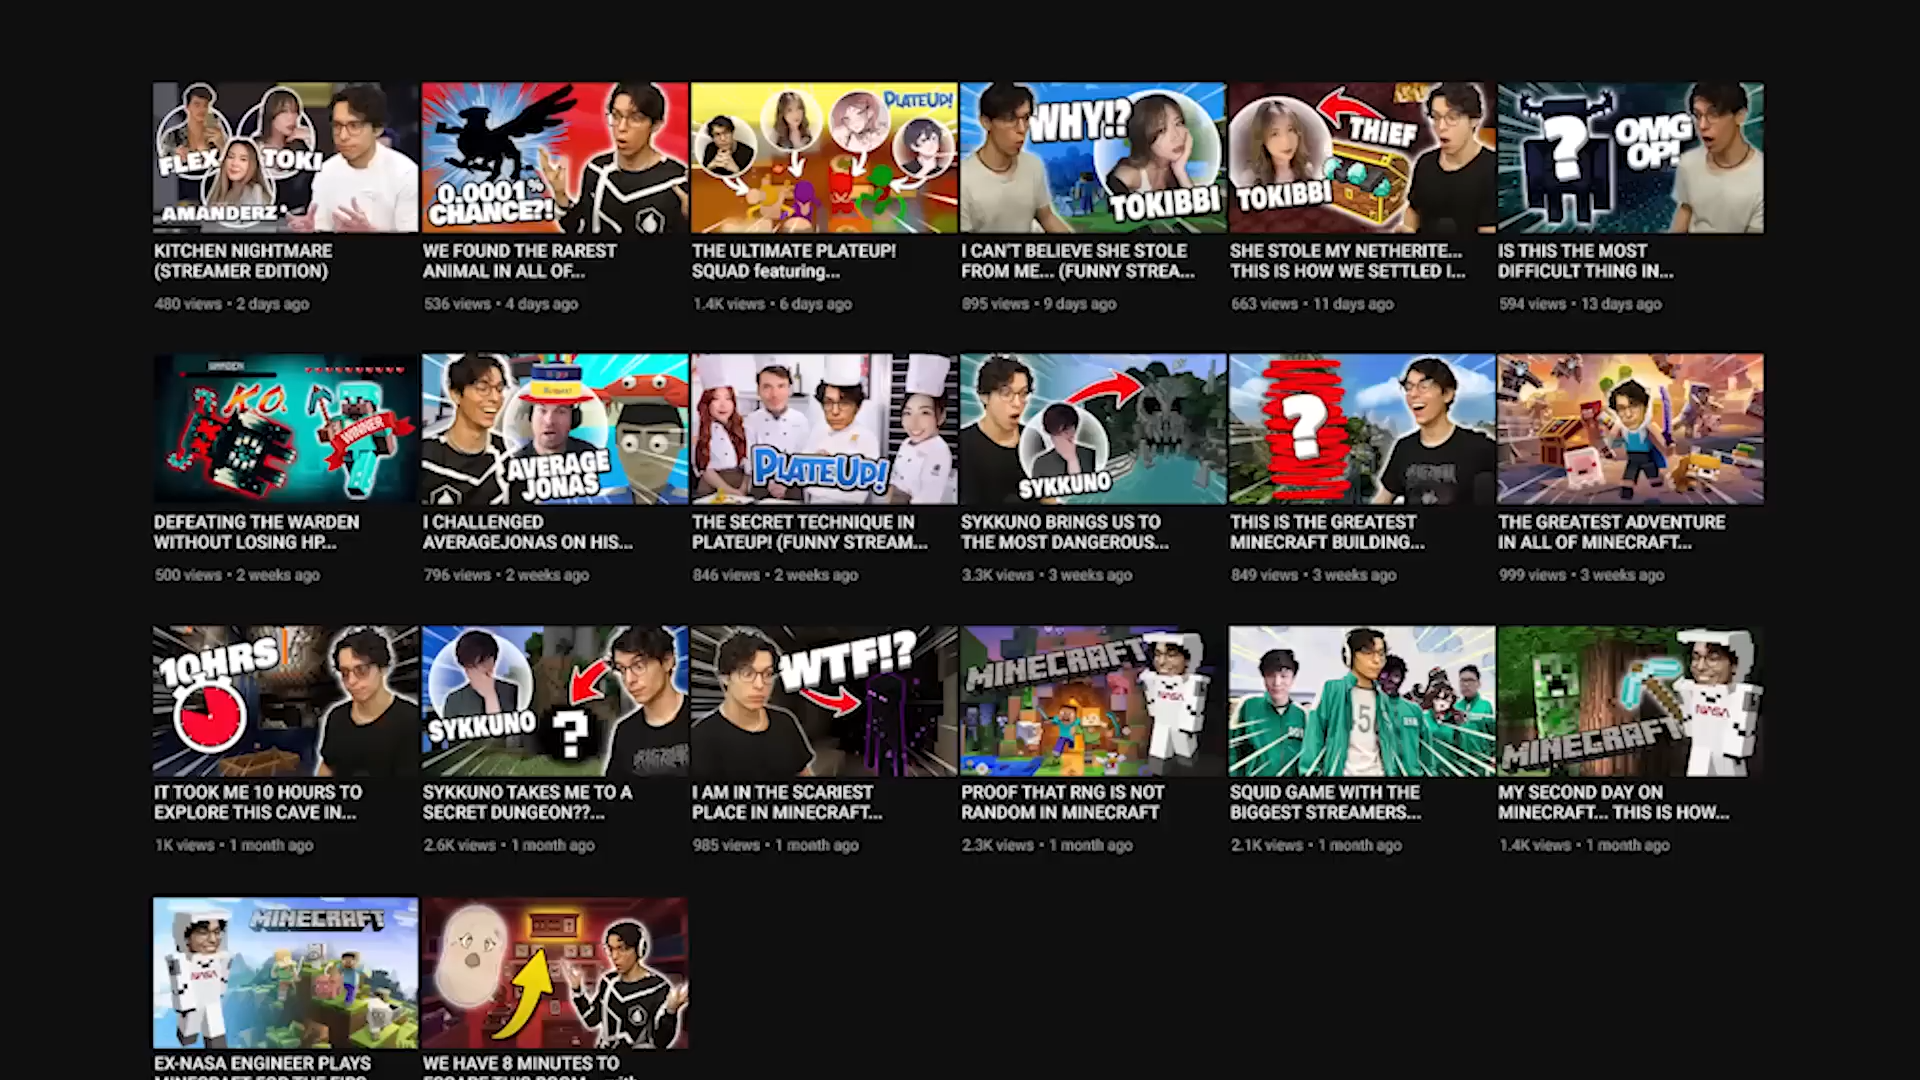 FLEX
TOKI
AMANDERZ
KITCHEN NIGHTMARE
(STREAMER EDITION)
480 views • 2 days ago
0.0001%
CHANCE?!
WE FOUND THE RAREST
ANIMAL IN ALL OF...
536 views • 4 days ago
PLATEUP!
THE ULTIMATE PLATEUP!
SQUAD featuring...
1.4K views • 6 days ago
WHY!?
TOKIBBI
I CAN'T BELIEVE SHE STOLE
FROM ME... (FUNNY STREA...
895 views • 9 days ago
THIEF
TOKIBBI
SHE STOLE MY NETHERITE...
THIS IS HOW WE SETTLED I...
663 views • 11 days ago
?
OMG
OP!
IS THIS THE MOST
DIFFICULT THING IN...
594 views • 13 days ago
WARDEN
K.O.
WINNER
DEFEATING THE WARDEN
WITHOUT LOSING HP...
500 views • 2 weeks ago
AVERAGE
JONAS
I CHALLENGED
AVERAGEJONAS ON HIS...
796 views • 2 weeks ago
PLATEUP!
THE SECRET TECHNIQUE IN
PLATEUP! (FUNNY STREAM...
846 views • 2 weeks ago
SYKKUNO
SYKKUNO BRINGS US TO
THE MOST DANGEROUS...
3.3K views • 3 weeks ago
?
THIS IS THE GREATEST
MINECRAFT BUILDING...
849 views • 3 weeks ago
THE GREATEST ADVENTURE
IN ALL OF MINECRAFT...
999 views • 3 weeks ago
10HRS
IT TOOK ME 10 HOURS TO
EXPLORE THIS CAVE IN...
1K views • 1 month ago
SYKKUNO
?
SYKKUNO TAKES ME TO A
SECRET DUNGEON??...
2.6K views • 1 month ago
WTF!?
I AM IN THE SCARIEST
PLACE IN MINECRAFT...
985 views • 1 month ago
MINECRAFT
NASA
PROOF THAT RNG IS NOT
RANDOM IN MINECRAFT
2.3K views • 1 month ago
SQUID GAME WITH THE
BIGGEST STREAMERS...
2.1K views • 1 month ago
MINECRAFT
NASA
MY SECOND DAY ON
MINECRAFT... THIS IS HOW...
1.4K views • 1 month ago
MINECRAFT
NASA
EX-NASA ENGINEER PLAYS
MINECRAFT FOR THE FIRS
WE HAVE 8 MINUTES TO
ESCAPE THIS ROOM... with